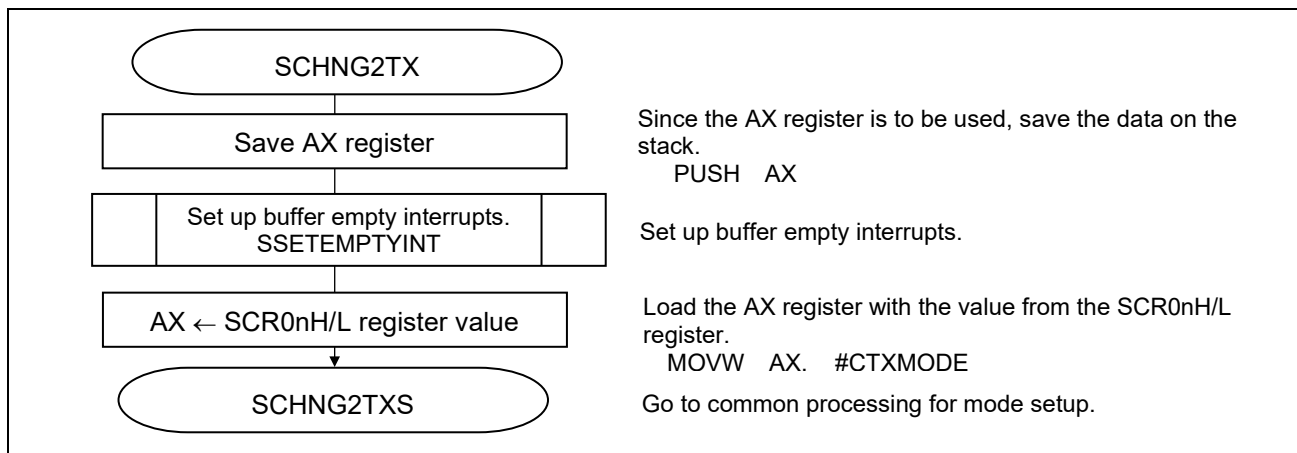 SCHNG2TX
Save AX register
Since the AX register is to be used, save the data on the
stack.
PUSH AX
Set up buffer empty interrupts.
SSETEMPTYINT
Set up buffer empty interrupts.
AX ← SCR0nH/L register value
Load the AX register with the value from the SCR0nH/L
register.
MOVW AX. #CTXMODE
SCHNG2TXS
Go to common processing for mode setup.